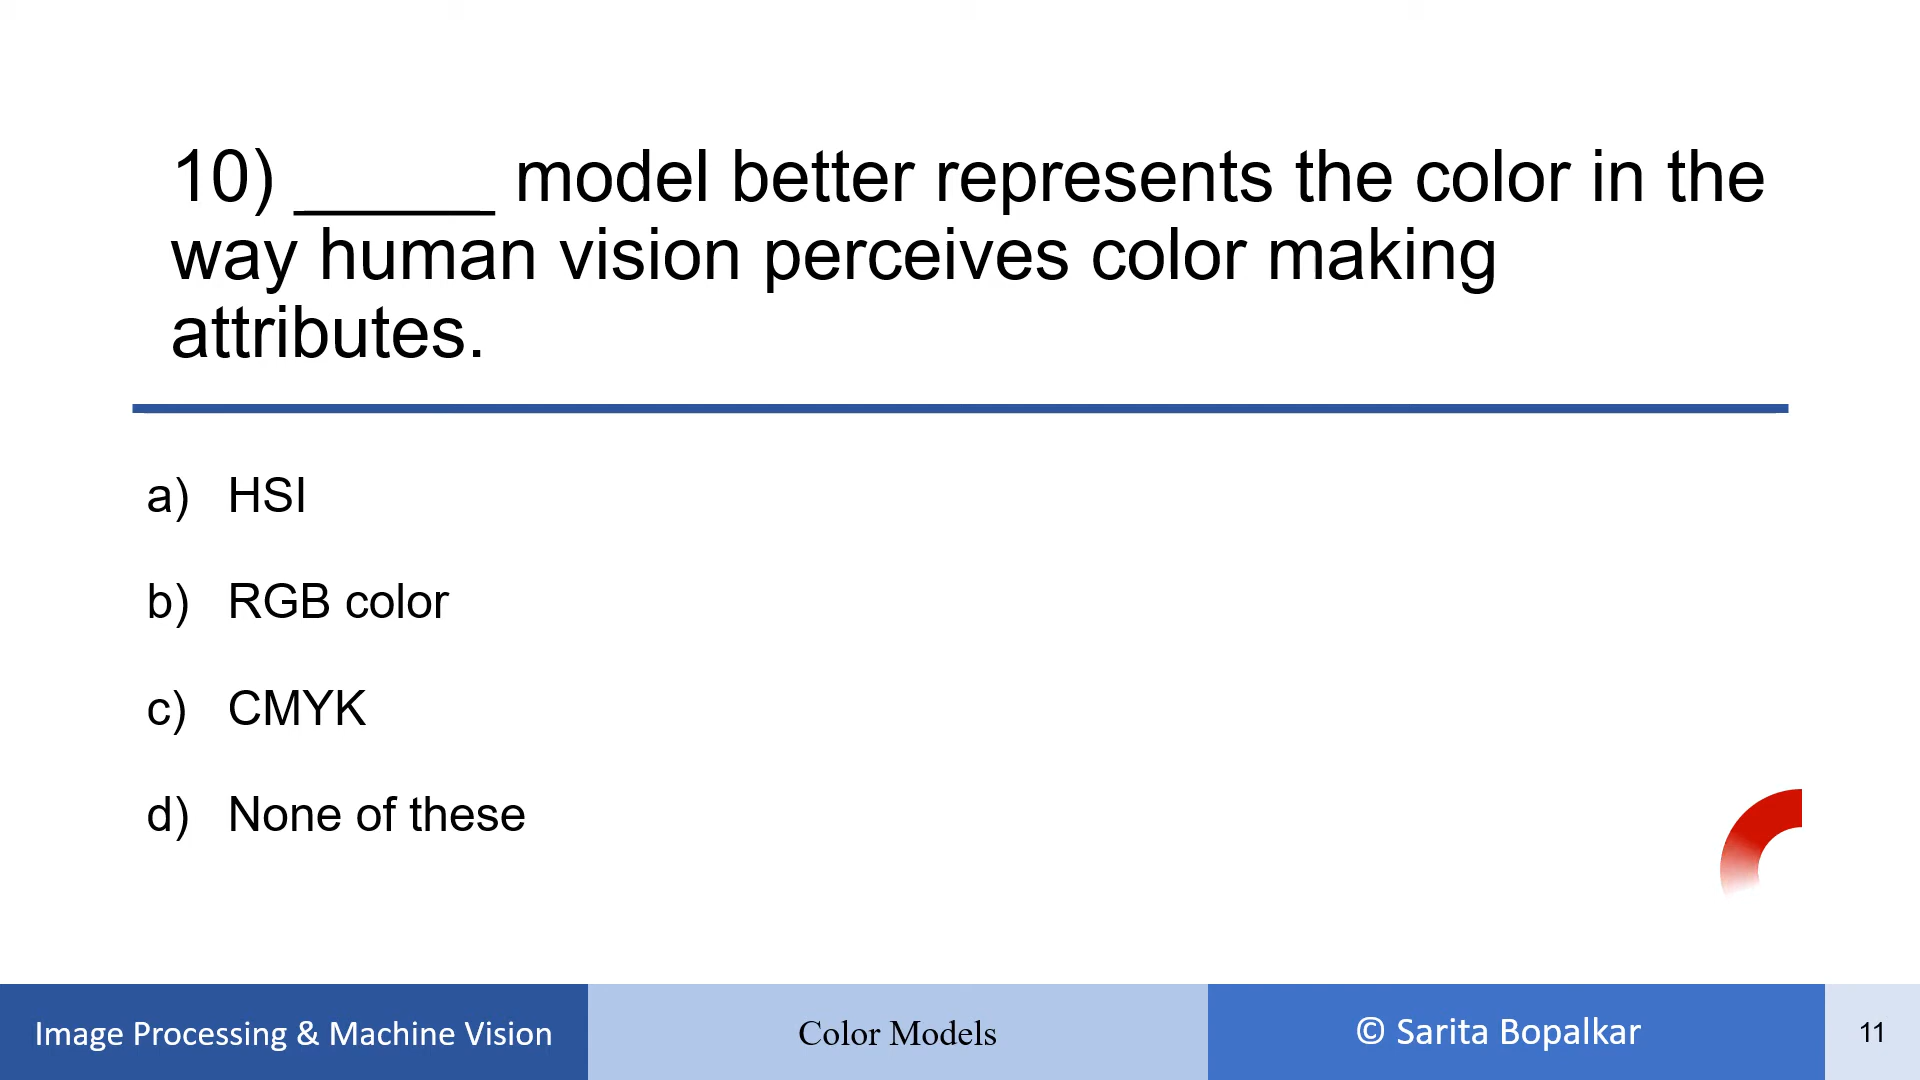 10) _____ model better represents the color in the
way human vision perceives color making
attributes.
a) HSI
b) RGB color
c) CMYK
d) None of these
Image Processing & Machine Vision
Color Models
© Sarita Bopalkar
11